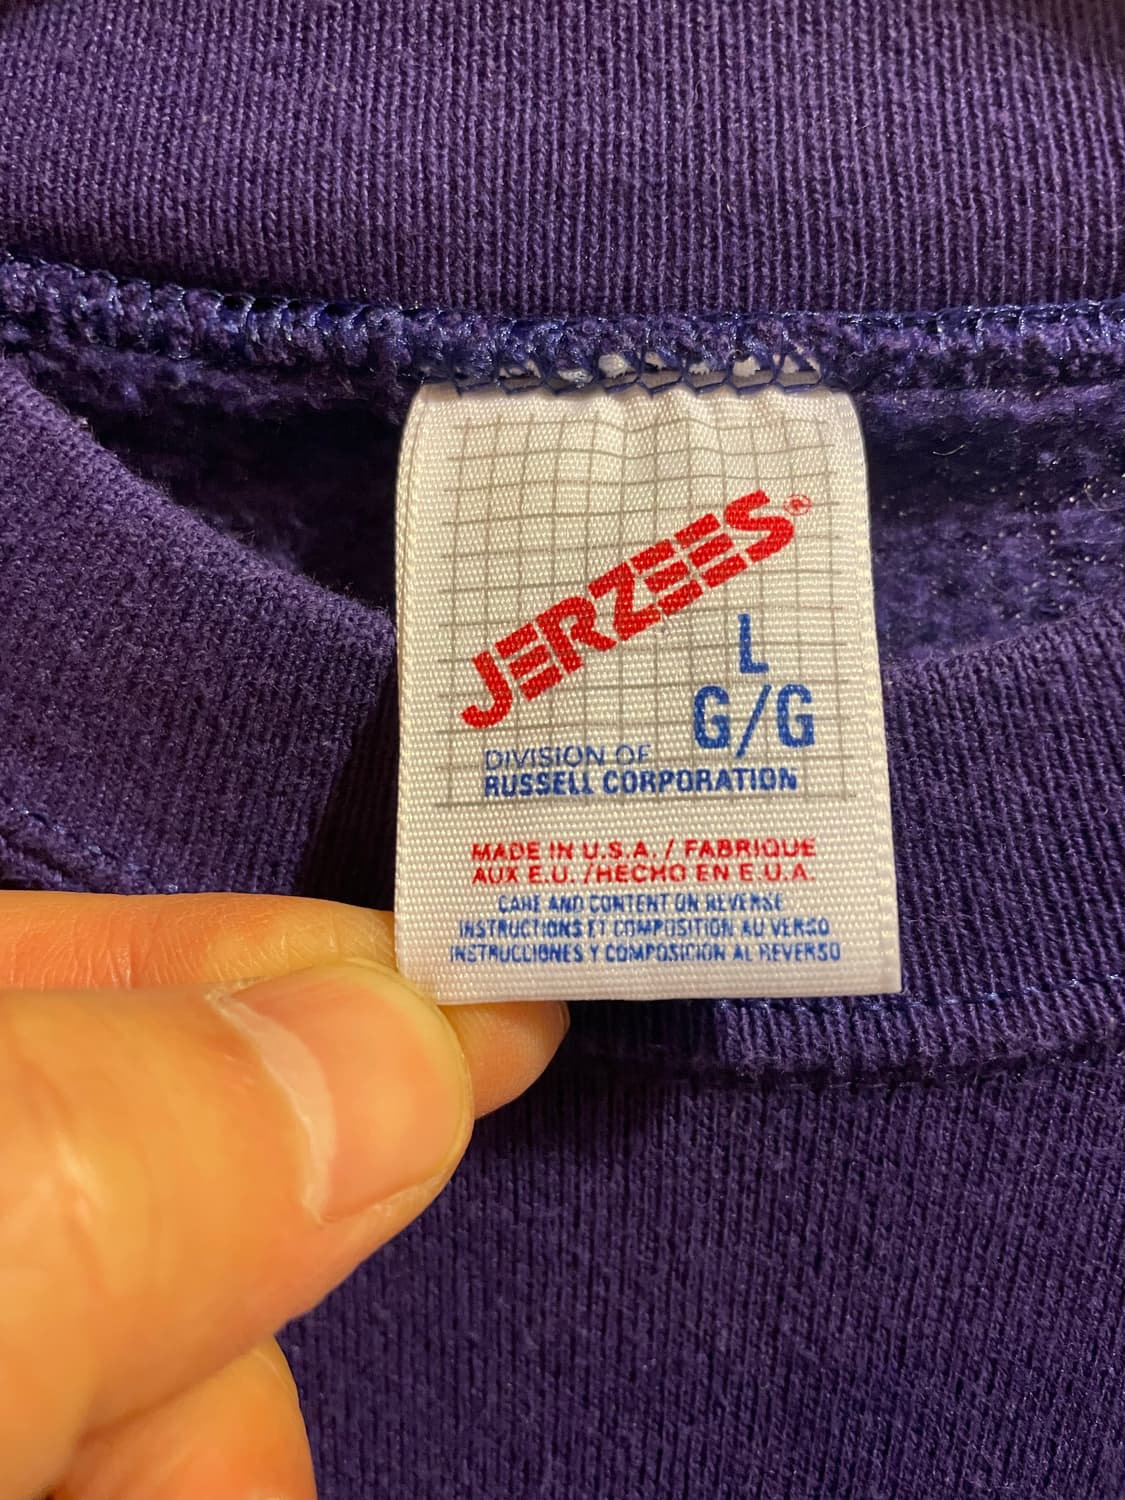 JERZEES®
L
G/G
DIVISION OF
RUSSELL CORPORATION
MADE IN U.S.A. / FABRIQUE
AUX E.U. /HECHO EN E.U.A.
CARE AND CONTENT ON REVERSE
INSTRUCTIONS ET COMPOSITION AU VERSO
INSTRUCCIONES Y COMPOSICION AL REVERSO